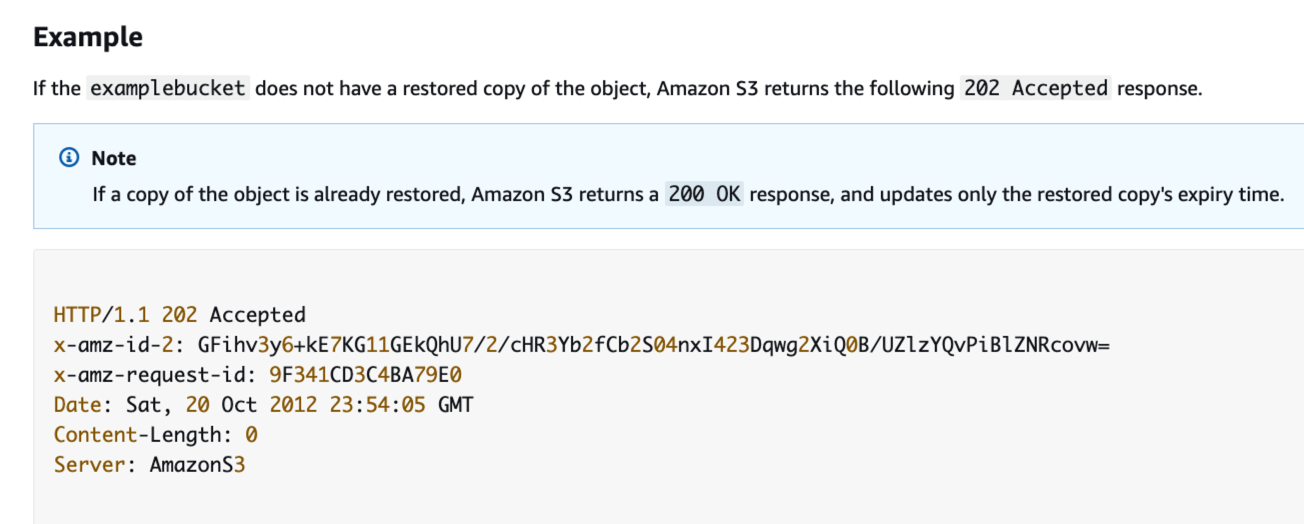 Example
If the examplebucket does not have a restored copy of the object, Amazon S3 returns the following 202 Accepted response.
Note
If a copy of the object is already restored, Amazon S3 returns a 200 OK response, and updates only the restored copy's expiry time.
HTTP/1.1 202 Accepted
x-amz-id-2: GFihv3y6+kE7KG11GEkQhU7/2/cHR3Yb2fCb2S04nxI423Dqwg2XiQ0B/UZlzYQvPiBlZNRcovw=
x-amz-request-id: 9F341CD3C4BA79E0
Date: Sat, 20 Oct 2012 23:54:05 GMT
Content-Length: 0
Server: AmazonS3